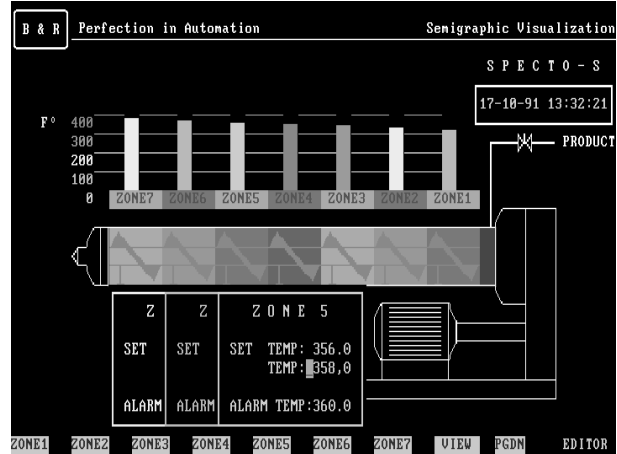 B & R Perfection in Automation Semigraphic Visualization
S P E C T O - S
17-10-91 13:32:21
F° 400
300
200
100
0
PRODUCT
ZONE7 ZONE6 ZONE5 ZONE4 ZONE3 ZONE2 ZONE1
Z Z Z O N E 5
SET SET SET TEMP: 356.0
TEMP: 358,0
ALARM ALARM ALARM TEMP:360.0
ZONE1 ZONE2 ZONE3 ZONE4 ZONE5 ZONE6 ZONE7 VIEW PGDN EDITOR